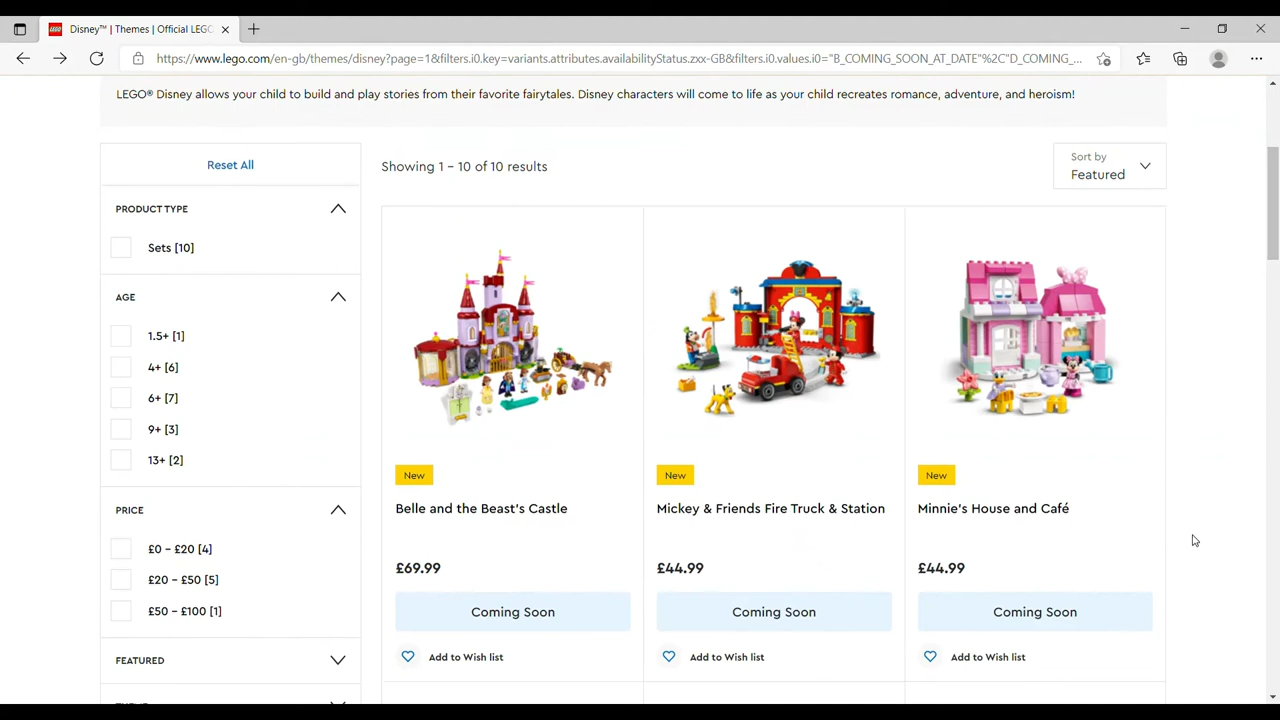 Disney™ | Themes | Official LEGO
https://www.lego.com/en-gb/themes/disney?page=1&filters.i0.key=variants.attributes.availabilityStatus.zxx-GB&filters.i0.values.i0="B_COMING_SOON_AT_DATE"%2C"D_COMING_...
LEGO® Disney allows your child to build and play stories from their favorite fairytales. Disney characters will come to life as your child recreates romance, adventure, and heroism!
Reset All
Showing 1 – 10 of 10 results
Sort by
Featured
PRODUCT TYPE
Sets [10]
AGE
1.5+ [1]
4+ [6]
6+ [7]
9+ [3]
13+ [2]
PRICE
£0 – £20 [4]
£20 – £50 [5]
£50 – £100 [1]
FEATURED
New
Belle and the Beast's Castle
£69.99
Coming Soon
Add to Wish list
New
Mickey & Friends Fire Truck & Station
£44.99
Coming Soon
Add to Wish list
New
Minnie's House and Café
£44.99
Coming Soon
Add to Wish list